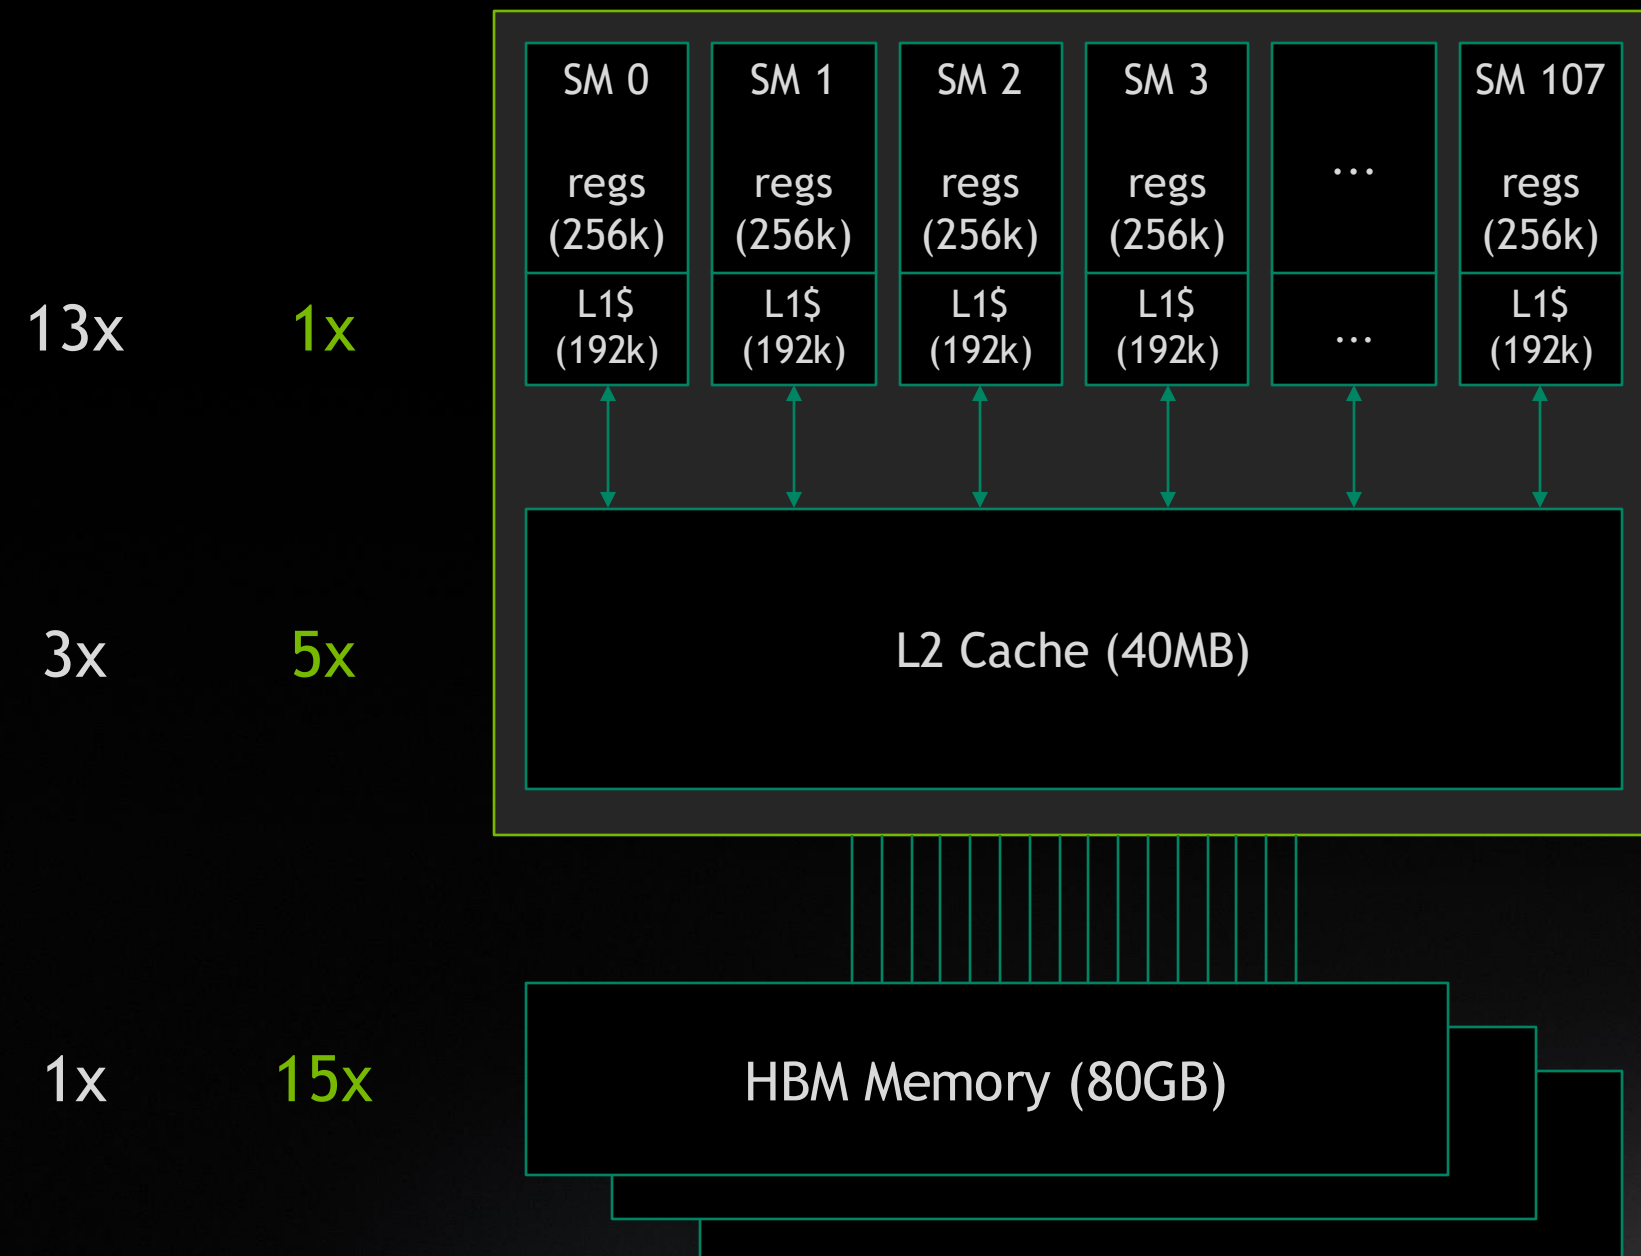 SM 0 SM 1 SM 2 SM 3 SM 107
regs regs regs regs ... regs
(256k) (256k) (256k) (256k) (256k)
13x 1x L1$ L1$ L1$ L1$ ... L1$
(192k) (192k) (192k) (192k) (192k)
3x 5x L2 Cache (40MB)
1x 15x HBM Memory (80GB)